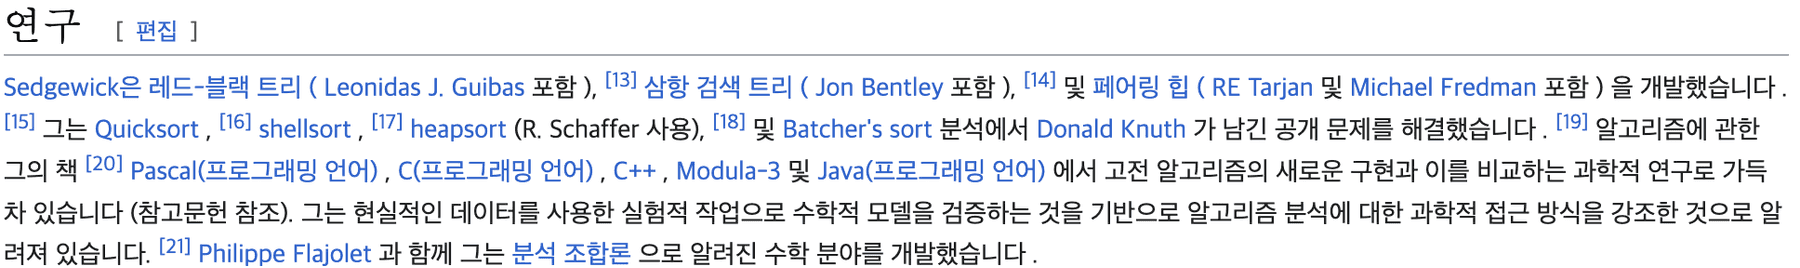 연구 [ 편집 ]
Sedgewick은 레드-블랙 트리 ( Leonidas J. Guibas 포함 ), [13] 삼항 검색 트리 ( Jon Bentley 포함 ), [14] 및 페어링 힙 ( RE Tarjan 및 Michael Fredman 포함 ) 을 개발했습니다 .
[15] 그는 Quicksort , [16] shellsort , [17] heapsort (R. Schaffer 사용), [18] 및 Batcher's sort 분석에서 Donald Knuth 가 남긴 공개 문제를 해결했습니다 . [19] 알고리즘에 관한
그의 책 [20] Pascal(프로그래밍 언어) , C(프로그래밍 언어) , C++ , Modula-3 및 Java(프로그래밍 언어) 에서 고전 알고리즘의 새로운 구현과 이를 비교하는 과학적 연구로 가득
차 있습니다 (참고문헌 참조). 그는 현실적인 데이터를 사용한 실험적 작업으로 수학적 모델을 검증하는 것을 기반으로 알고리즘 분석에 대한 과학적 접근 방식을 강조한 것으로 알
려져 있습니다. [21] Philippe Flajolet 과 함께 그는 분석 조합론 으로 알려진 수학 분야를 개발했습니다 .